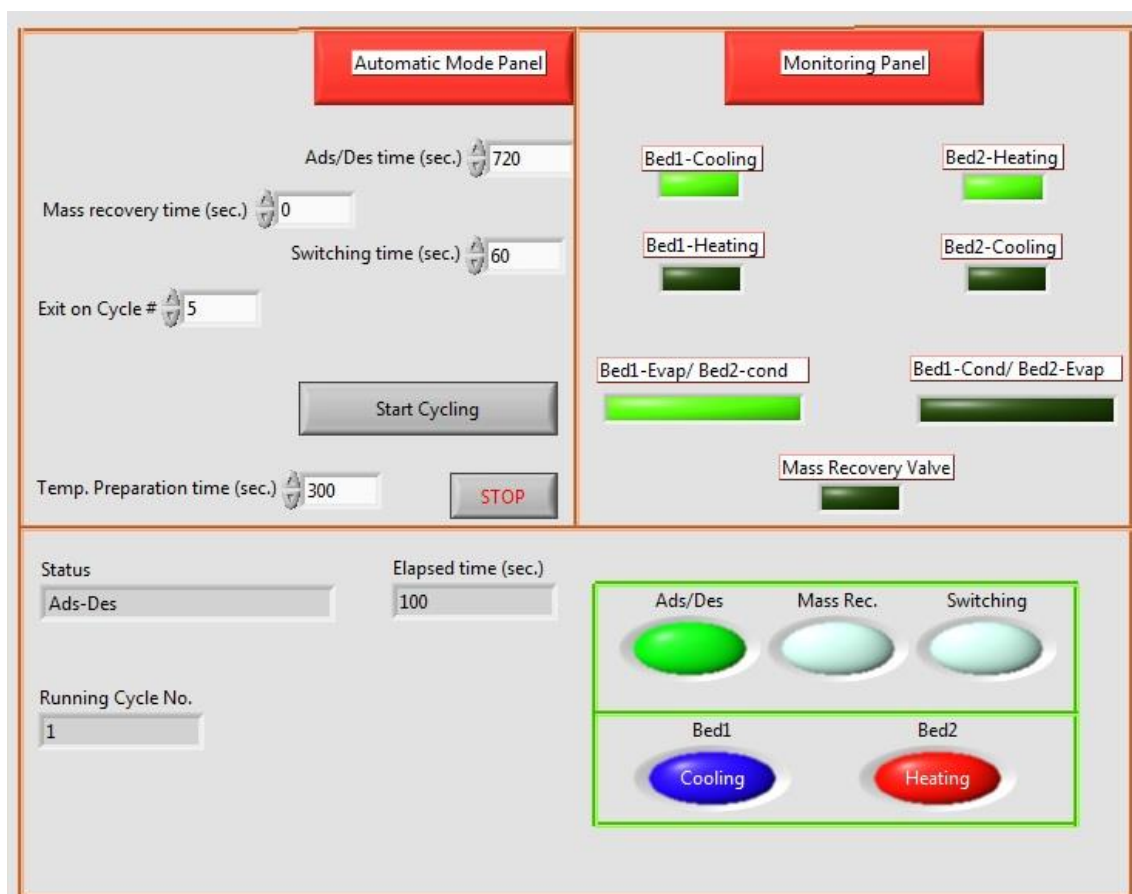 Automatic Mode Panel
Monitoring Panel
Ads/Des time (sec.) 720
Mass recovery time (sec.) 0
Switching time (sec.) 60
Exit on Cycle # 5
Start Cycling
Temp. Preparation time (sec.) 300
STOP
Bed1-Cooling
Bed2-Heating
Bed1-Heating
Bed2-Cooling
Bed1-Evap/ Bed2-cond
Bed1-Cond/ Bed2-Evap
Mass Recovery Valve
Status
Ads-Des
Elapsed time (sec.)
100
Running Cycle No.
1
Ads/Des
Mass Rec.
Switching
Bed1
Bed2
Cooling
Heating